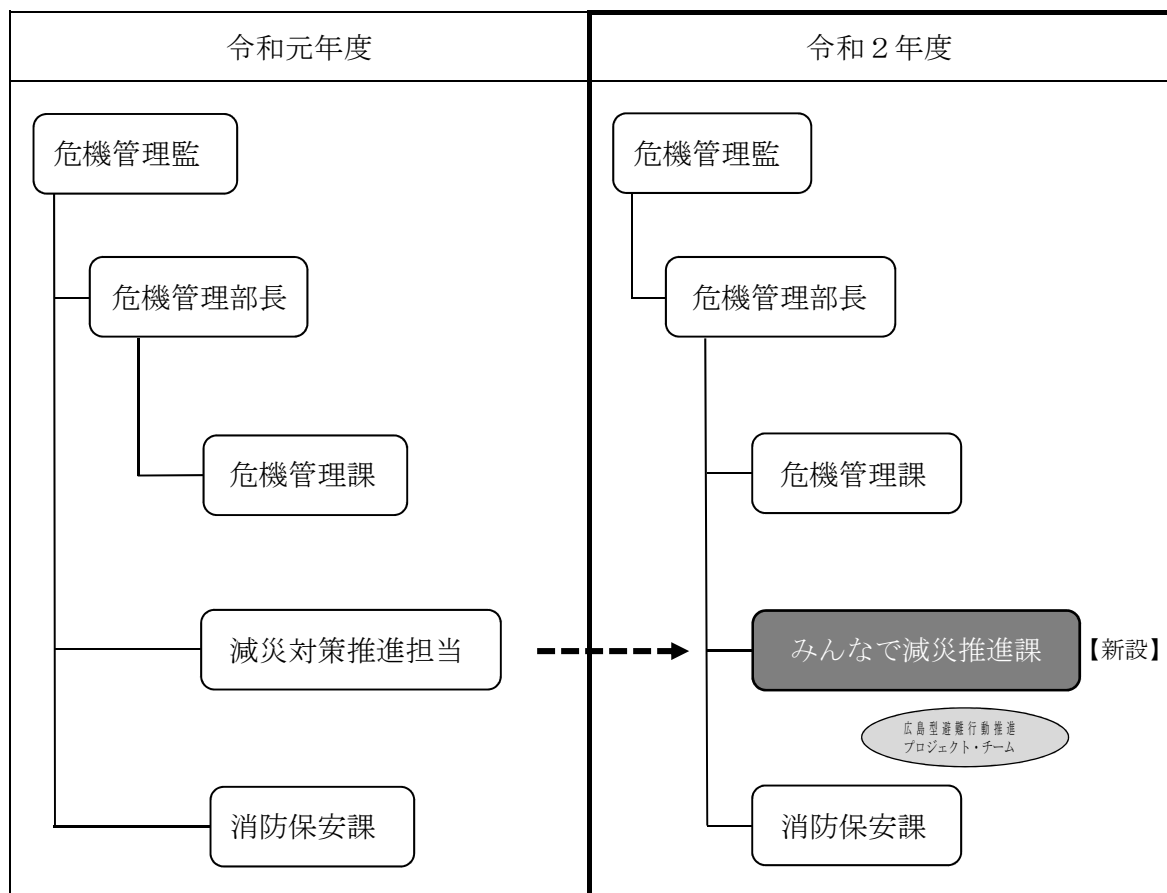 令和元年度
危機管理監
危機管理部長
危機管理課
減災対策推進担当
消防保安課
令和２年度
危機管理監
危機管理部長
危機管理課
みんなで減災推進課
【新設】
広島型避難行動推進
プロジェクト・チーム
消防保安課